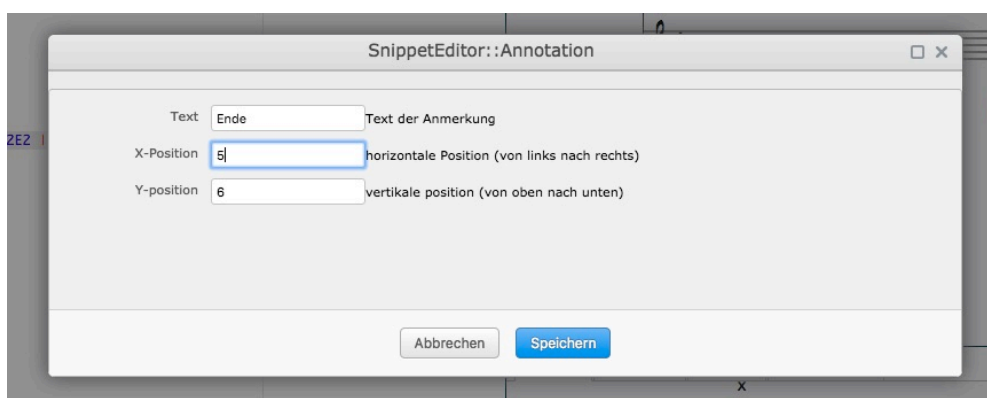 SnippetEditor::Annotation
Text Ende Text der Anmerkung
2E2 |
X-Position 5 horizontale Position (von links nach rechts)
Y-position 6 vertikale position (von oben nach unten)
Abbrechen Speichern
X